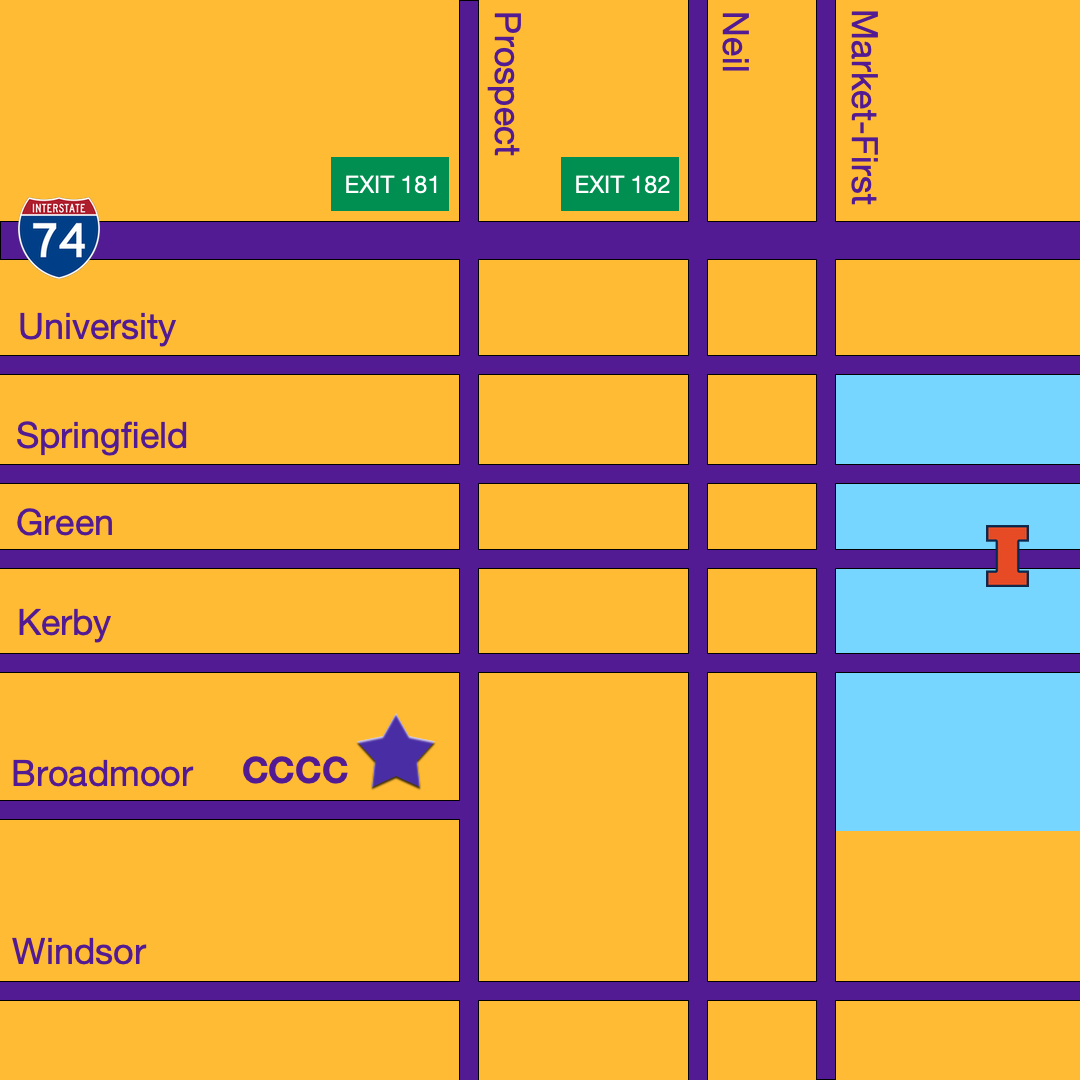 Prospect
Neil
Market-First
EXIT 181
EXIT 182
INTERSTATE
74
University
Springfield
Green
Kerby
Broadmoor
CCCC
Windsor
I